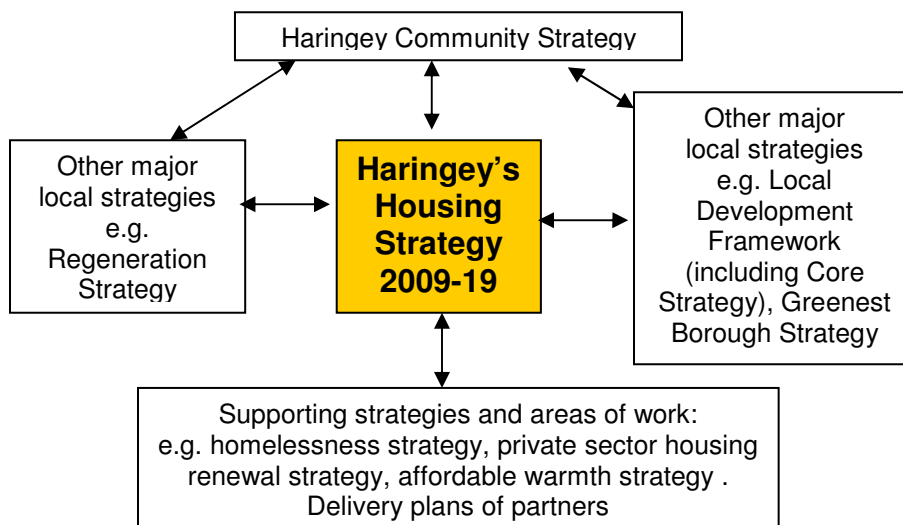 Haringey Community Strategy
Other major
local strategies
e.g.
Regeneration
Strategy
Haringey’s
Housing
Strategy
2009-19
Other major
local strategies
e.g. Local
Development
Framework
(including Core
Strategy), Greenest
Borough Strategy
Supporting strategies and areas of work:
e.g. homelessness strategy, private sector housing
renewal strategy, affordable warmth strategy .
Delivery plans of partners